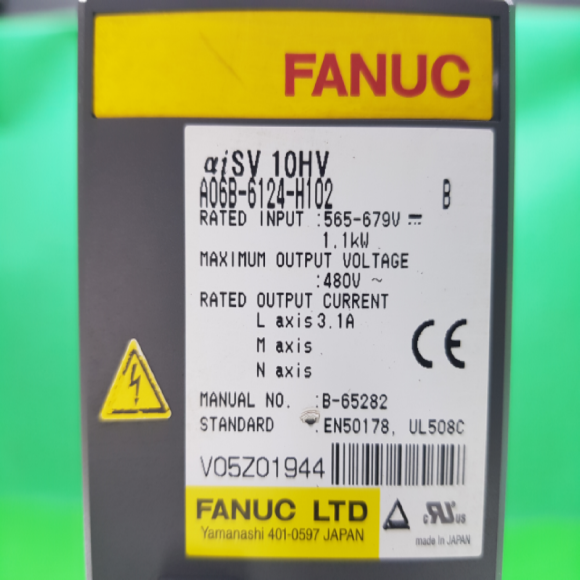 FANUC
αiSV 10HV
A06B-6124-H102 B
RATED INPUT :565-679V ⎓
1.1kW
MAXIMUM OUTPUT VOLTAGE
:480V ~
RATED OUTPUT CURRENT
L axis 3.1A
M axis
N axis
CE
MANUAL NO. :B-65282
STANDARD :EN50178, UL508C
V05Z01944
FANUC LTD
Yamanashi 401-0597 JAPAN
c RU us
made in JAPAN